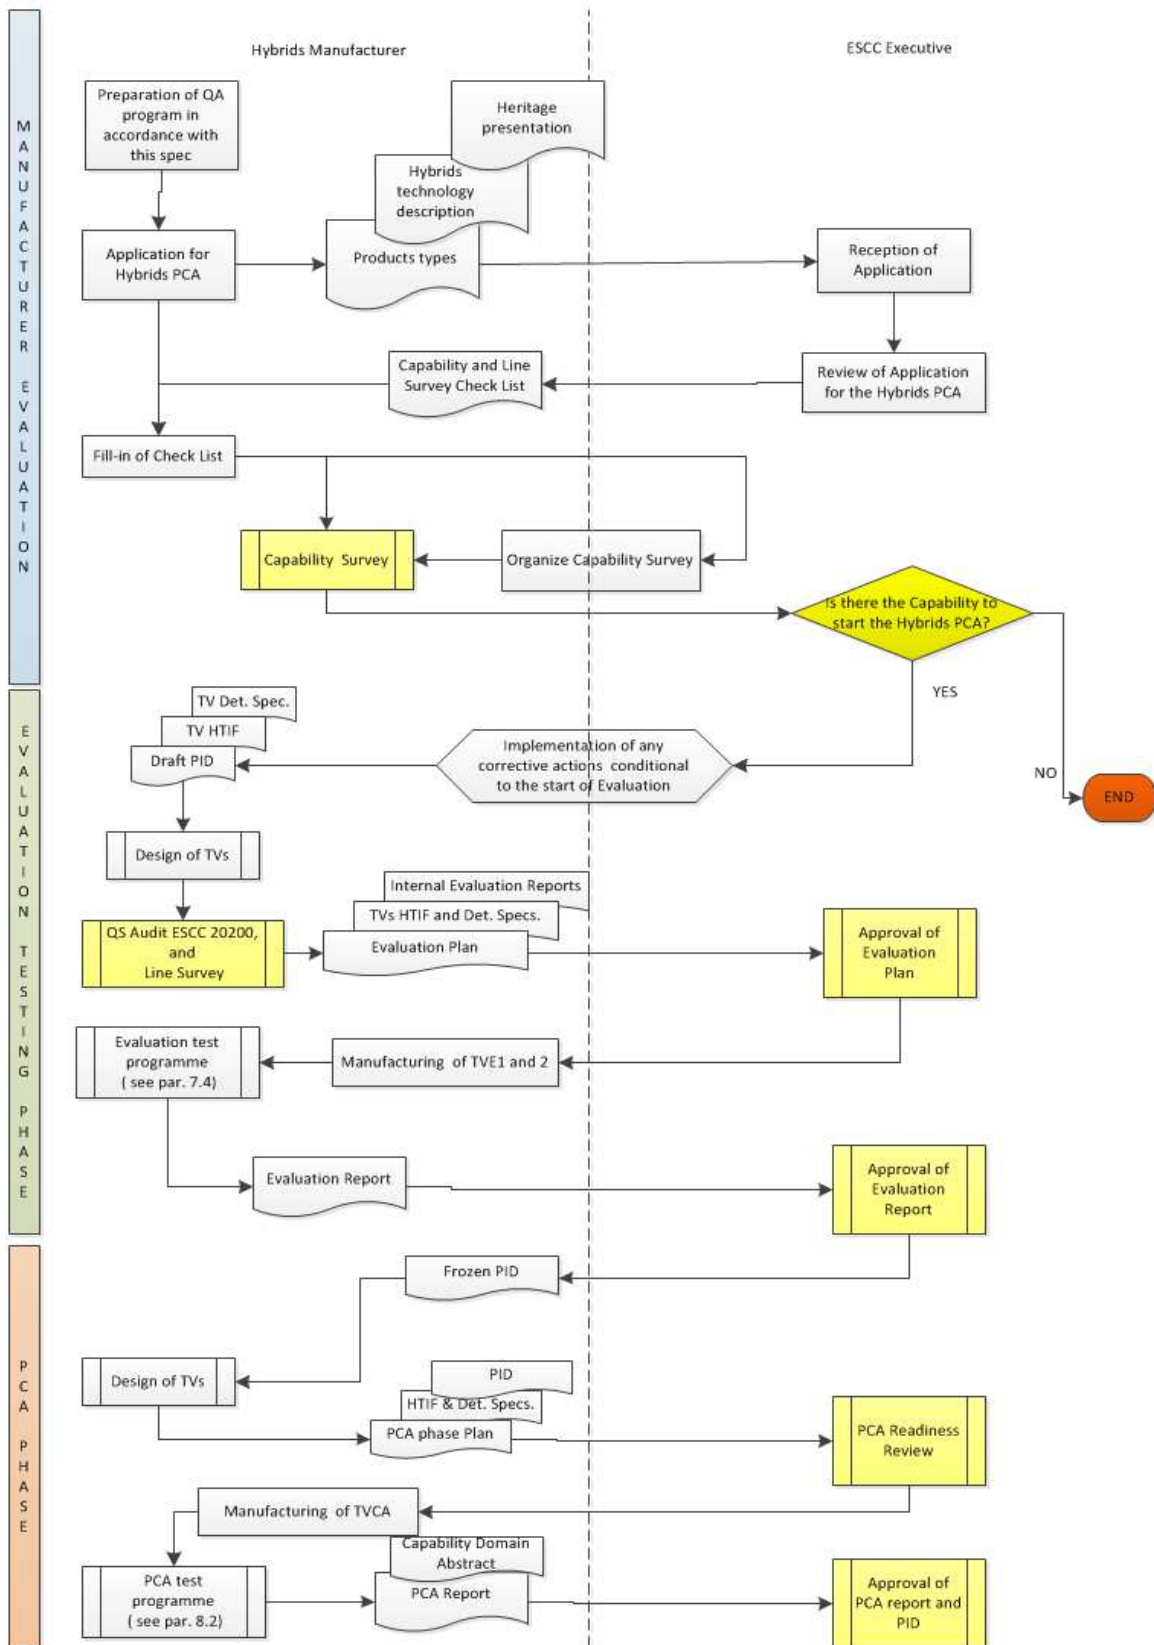 Hybrids Manufacturer
ESCC Executive
MANUFACTURER EVALUATION
Preparation of QA
program in
accordance with
this spec
Heritage
presentation
Hybrids
technology
description
Application for
Hybrids PCA
Products types
Reception of
Application
Capability and Line
Survey Check List
Review of Application
for the Hybrids PCA
Fill-in of Check List
Capability Survey
Organize Capability Survey
Is there the Capability to
start the Hybrids PCA?
YES
NO
END
EVALUATION TESTING PHASE
TV Det. Spec.
TV HTIF
Draft PID
Implementation of any
corrective actions conditional
to the start of Evaluation
Design of TVs
Internal Evaluation Reports
TVs HTIF and Det. Specs.
Evaluation Plan
QS Audit ESCC 20200,
and
Line Survey
Approval of
Evaluation
Plan
Evaluation test
programme
( see par. 7.4)
Manufacturing of TVE1 and 2
Evaluation Report
Approval of
Evaluation
Report
PCA PHASE
Frozen PID
Design of TVs
PID
HTIF & Det. Specs.
PCA phase Plan
PCA Readiness
Review
Manufacturing of TVCA
Capability Domain
Abstract
PCA Report
PCA test
programme
( see par. 8.2)
Approval of
PCA report and
PID